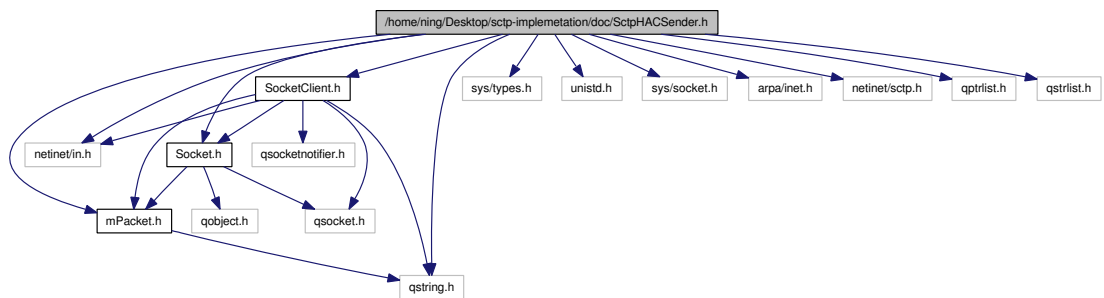 /home/ning/Desktop/sctp-implemetation/doc/SctpHACSender.h
SocketClient.h
sys/types.h
unistd.h
sys/socket.h
arpa/inet.h
netinet/sctp.h
qptrlist.h
qstrlist.h
netinet/in.h
Socket.h
qsocketnotifier.h
mPacket.h
qobject.h
qsocket.h
qstring.h